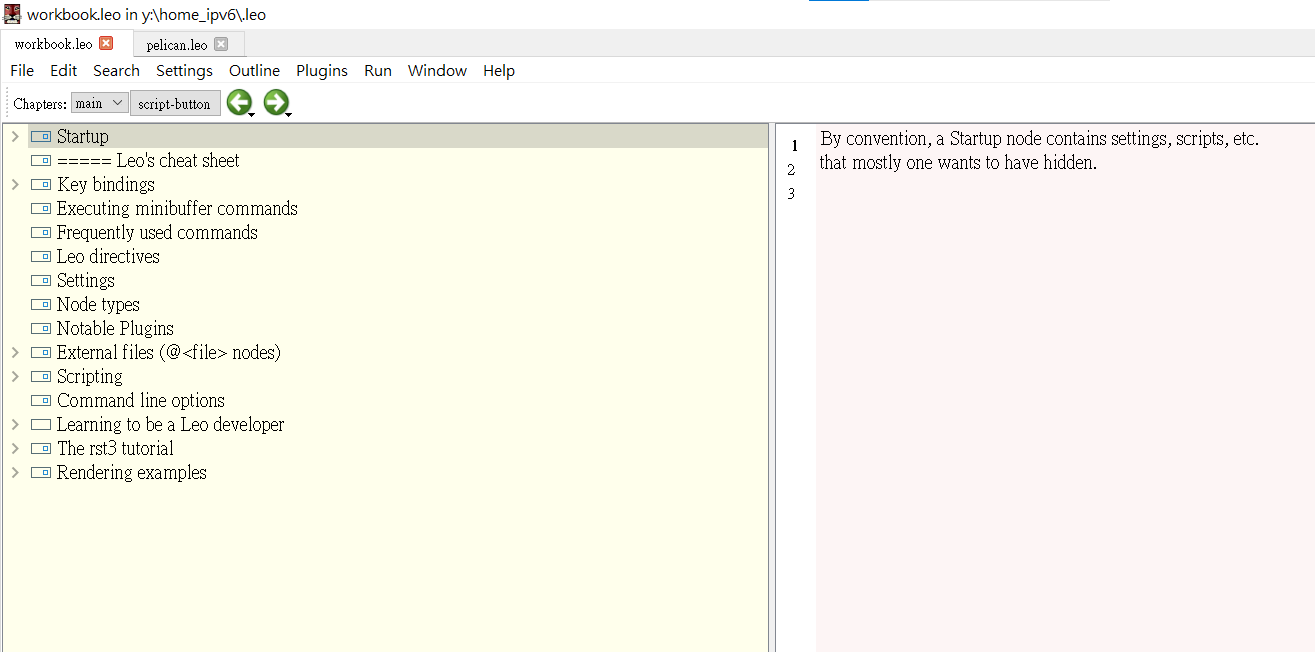 workbook.leo in y:\home_ipv6\.leo
workbook.leo pelican.leo
File Edit Search Settings Outline Plugins Run Window Help
Chapters: main script-button
Startup
===== Leo's cheat sheet
Key bindings
Executing minibuffer commands
Frequently used commands
Leo directives
Settings
Node types
Notable Plugins
External files (@<file> nodes)
Scripting
Command line options
Learning to be a Leo developer
The rst3 tutorial
Rendering examples
1 By convention, a Startup node contains settings, scripts, etc.
2 that mostly one wants to have hidden.
3